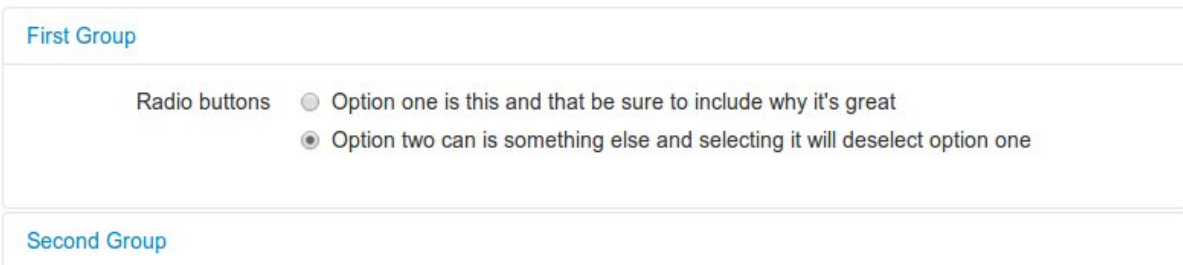 First Group
Radio buttons Option one is this and that be sure to include why it's great
Option two can is something else and selecting it will deselect option one
Second Group